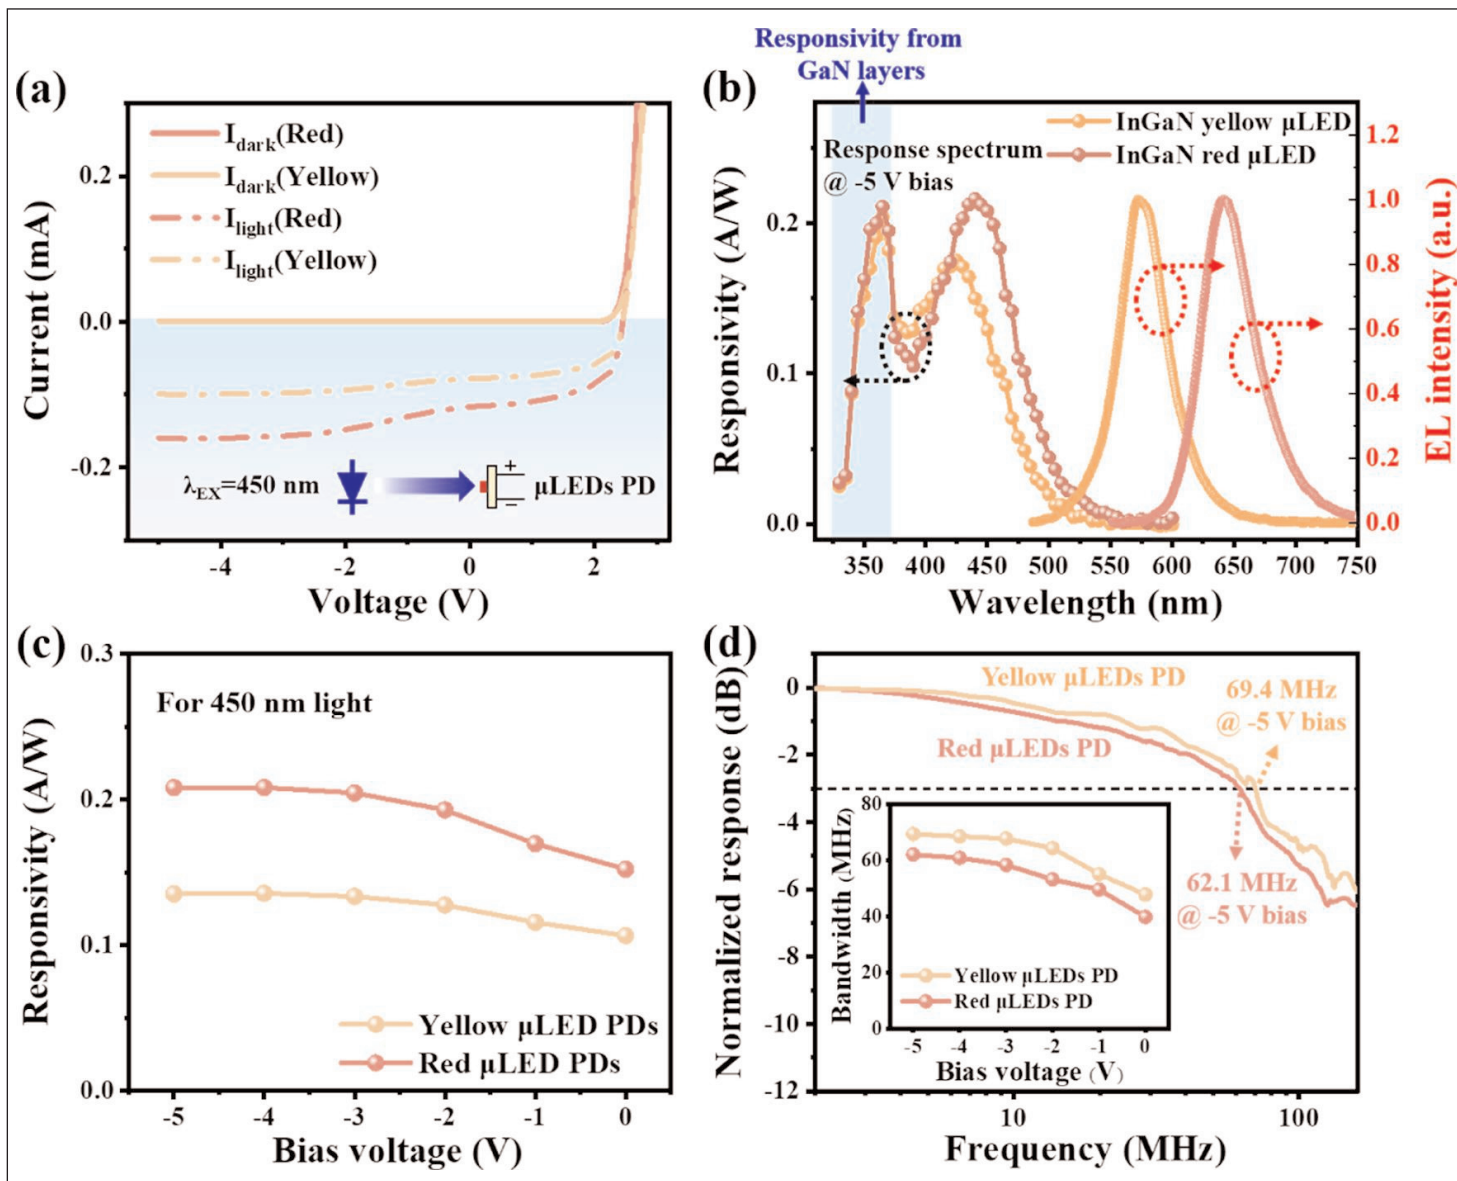 (a)
I_dark(Red)
I_dark(Yellow)
I_light(Red)
I_light(Yellow)
0.2
0.0
-0.2
Current (mA)
λ_EX=450 nm
+
−
μLEDs PD
-4
-2
0
2
Voltage (V)
Responsivity from
GaN layers
(b)
InGaN yellow μLED
InGaN red μLED
Response spectrum
@ -5 V bias
0.2
0.1
0.0
Responsivity (A/W)
1.2
1.0
0.8
0.6
0.4
0.2
0.0
EL intensity (a.u.)
350
400
450
500
550
600
650
700
750
Wavelength (nm)
(c)
For 450 nm light
0.3
0.2
0.1
0.0
Responsivity (A/W)
Yellow μLED PDs
Red μLED PDs
-5
-4
-3
-2
-1
0
Bias voltage (V)
(d)
Yellow μLEDs PD
69.4 MHz
@ -5 V bias
Red μLEDs PD
62.1 MHz
@ -5 V bias
0
-2
-4
-6
-8
-10
-12
Normalized response (dB)
80
60
40
20
0
Bandwidth (MHz)
Yellow μLEDs PD
Red μLEDs PD
-5
-4
-3
-2
-1
0
Bias voltage (V)
10
100
Frequency (MHz)